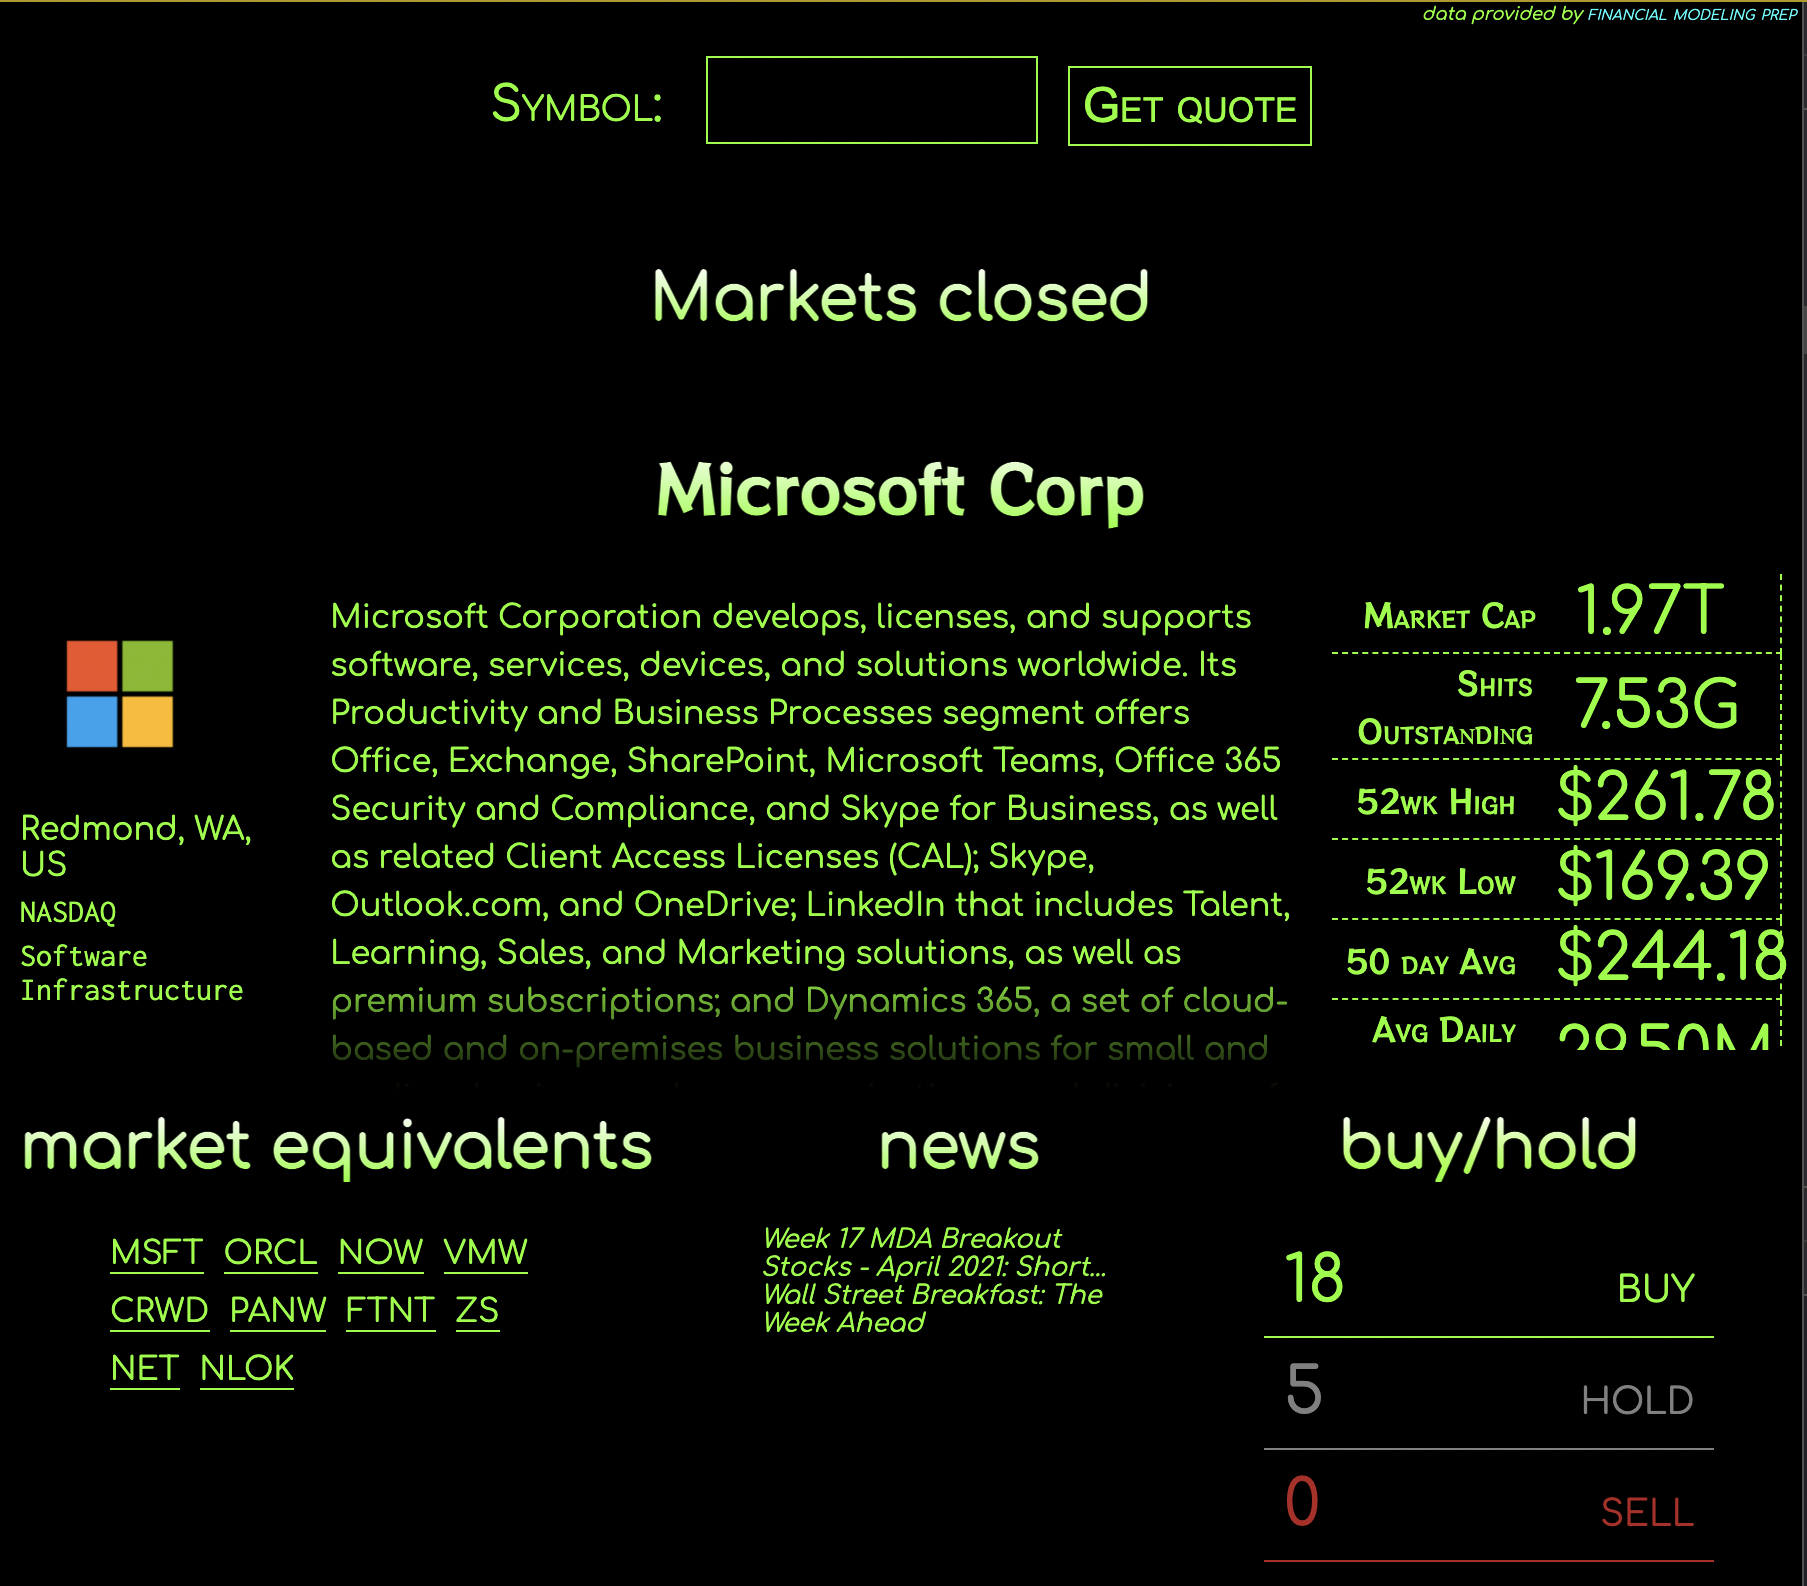 data provided by FINANCIAL MODELING PREP
Symbol:
Get quote
Markets closed
Microsoft Corp
Redmond, WA,
US
NASDAQ
Software
Infrastructure
Microsoft Corporation develops, licenses, and supports
software, services, devices, and solutions worldwide. Its
Productivity and Business Processes segment offers
Office, Exchange, SharePoint, Microsoft Teams, Office 365
Security and Compliance, and Skype for Business, as well
as related Client Access Licenses (CAL); Skype,
Outlook.com, and OneDrive; LinkedIn that includes Talent,
Learning, Sales, and Marketing solutions, as well as
premium subscriptions; and Dynamics 365, a set of cloud-
based and on-premises business solutions for small and
Market Cap 1.97T
Shits
Outstanding 7.53G
52wk High $261.78
52wk Low $169.39
50 day Avg $244.18
Avg Daily
market equivalents
MSFT ORCL NOW VMW
CRWD PANW FTNT ZS
NET NLOK
news
Week 17 MDA Breakout
Stocks - April 2021: Short...
Wall Street Breakfast: The
Week Ahead
buy/hold
18 BUY
5 HOLD
0 SELL